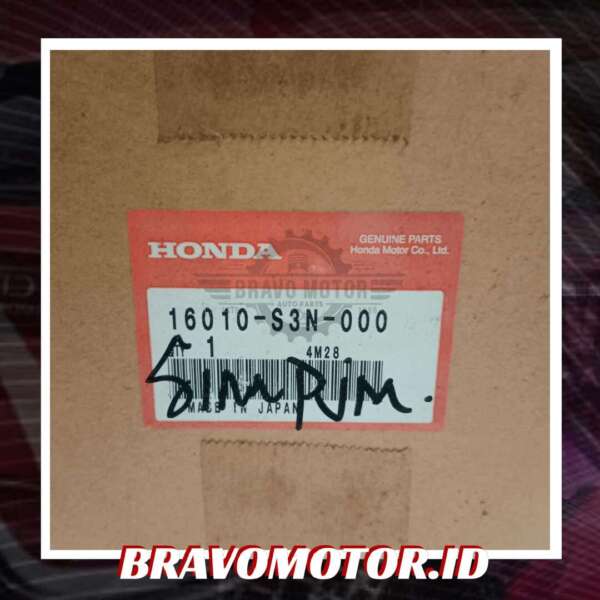 HONDA
GENUINE PARTS
Honda Motor Co., Ltd.
BRAVO MOTOR
AUTO PARTS
16010-S3N-000
QTY 1 4M28
MADE IN JAPAN
BRAVOMOTOR.ID